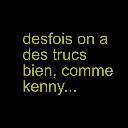 desfois on a
des trucs
bien, comme
kenny...